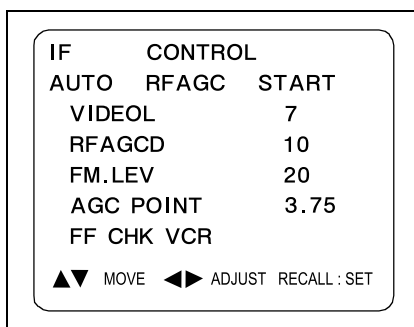 IF CONTROL
AUTO RFAGC START
VIDEOL 7
RFAGCD 10
FM.LEV 20
AGC POINT 3.75
FF CHK VCR
▲▼ MOVE ◀▶ ADJUST RECALL : SET